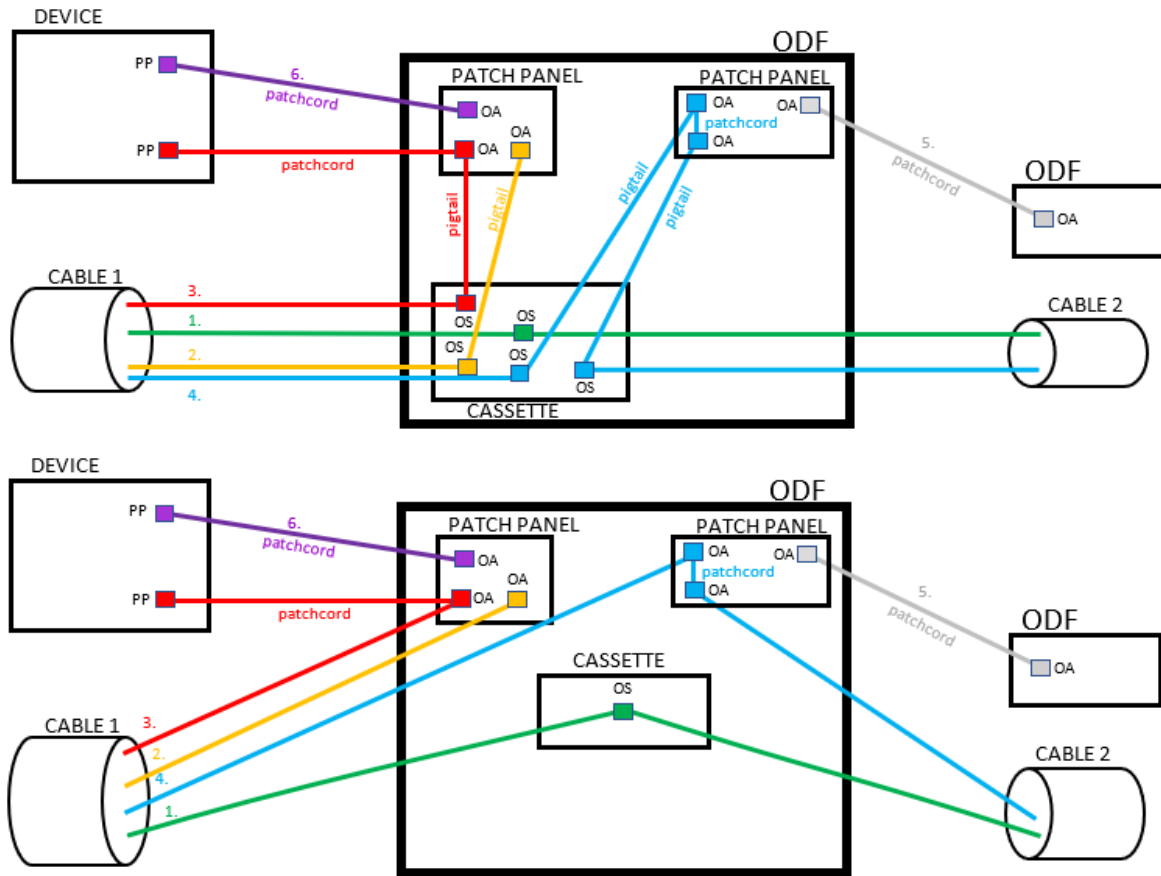 DEVICE
ODF
PP
6.
patchcord
PATCH PANEL
PATCH PANEL
OA
OA
OA
patchcord
OA
OA
OA
PP
patchcord
5.
patchcord
ODF
OA
pigtail
pigtail
pigtail
pigtail
CABLE 1
3.
1.
2.
4.
OS
OS
OS
OS
OS
CASSETTE
CABLE 2
DEVICE
ODF
PP
6.
patchcord
PATCH PANEL
PATCH PANEL
OA
OA
OA
patchcord
OA
OA
OA
PP
patchcord
5.
patchcord
ODF
OA
CASSETTE
OS
CABLE 1
3.
2.
4.
1.
CABLE 2